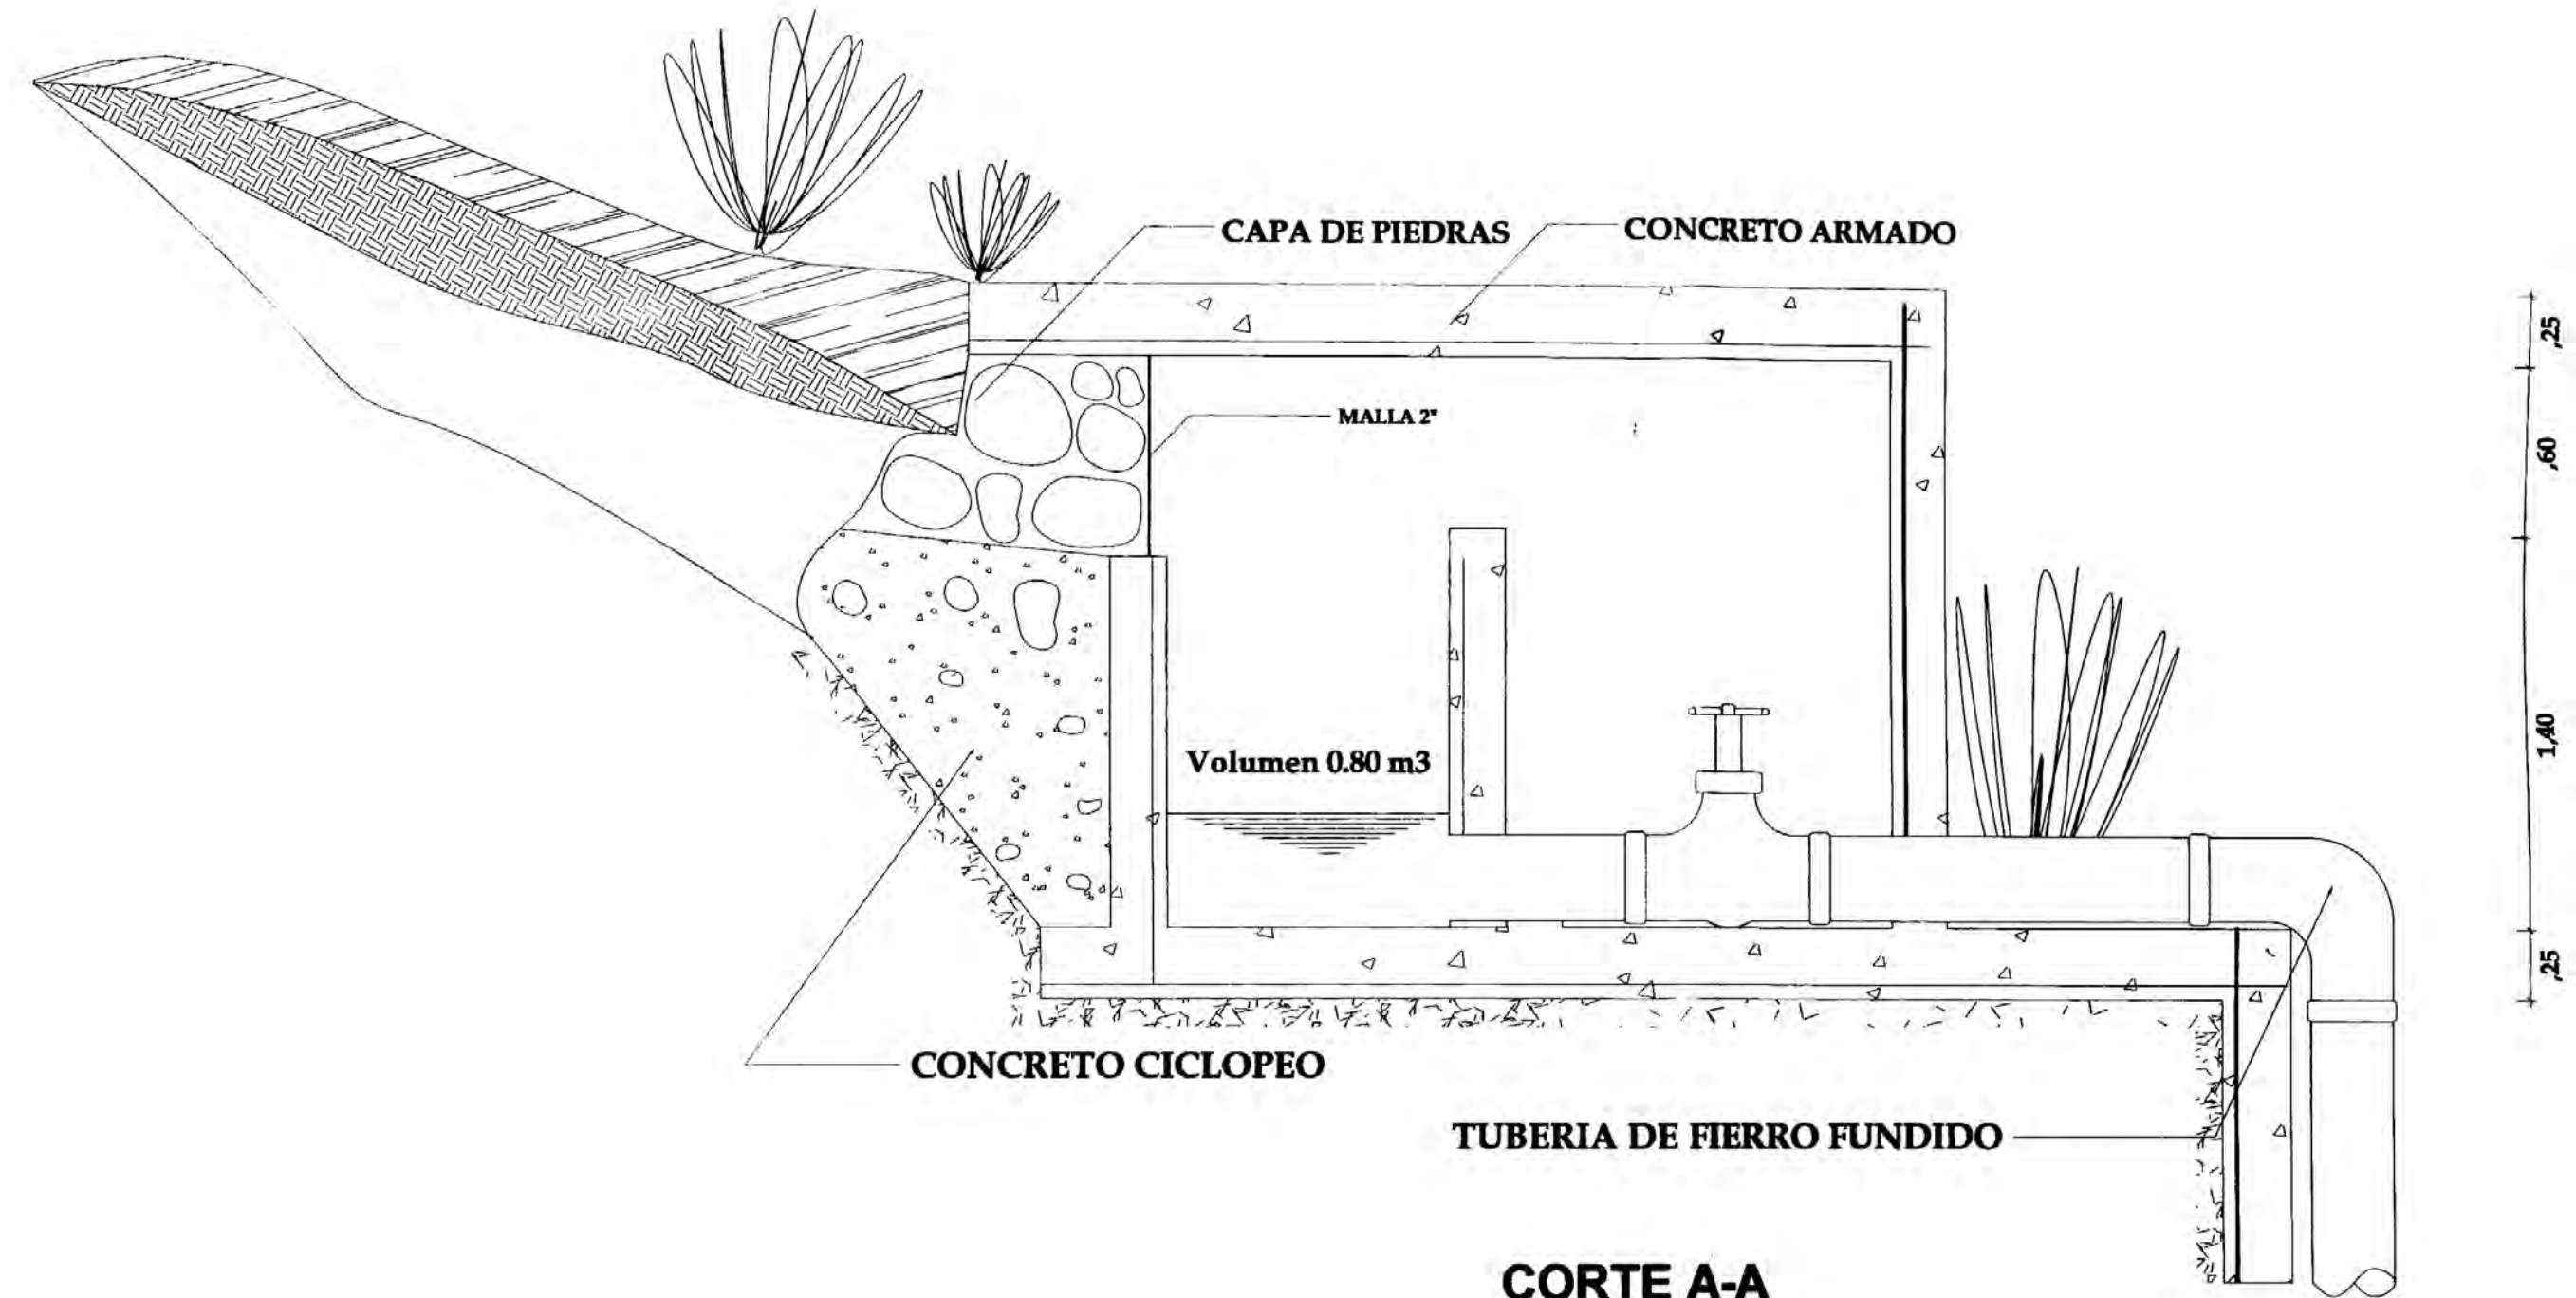 CAPA DE PIEDRAS
CONCRETO ARMADO
MALLA 2"
,25
,60
Volumen 0.80 m3
1,40
,25
CONCRETO CICLOPEO
TUBERIA DE FIERRO FUNDIDO
CORTE A-A